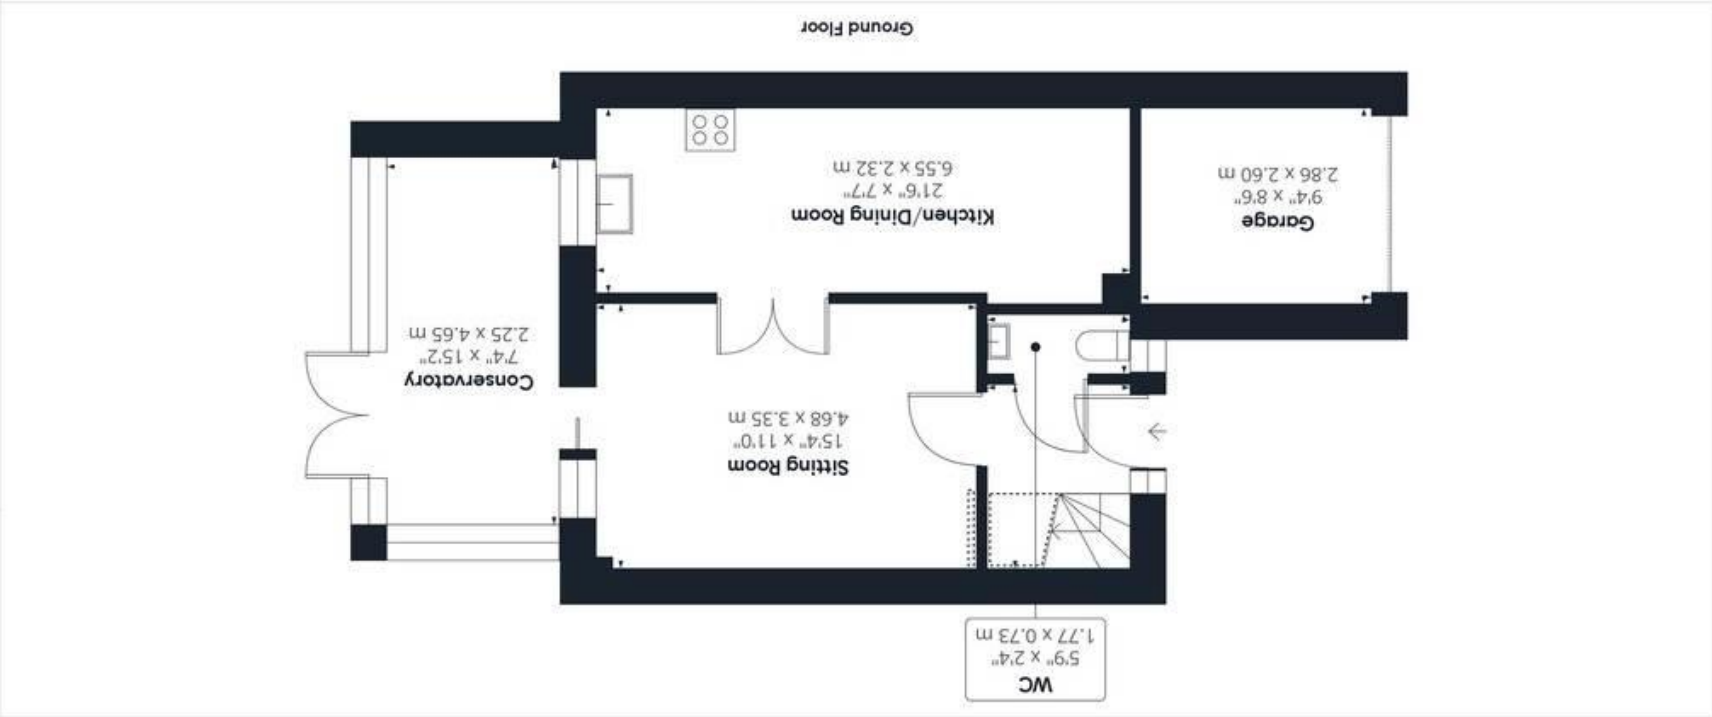 WC
5'9" x 2'4"
1.77 x 0.73 m
Sitting Room
15'4" x 11'0"
4.68 x 3.35 m
Conservatory
7'4" x 15'2"
2.25 x 4.65 m
Garage
9'4" x 8'6"
2.86 x 2.60 m
Kitchen/Dining Room
21'6" x 7'7"
6.55 x 2.32 m
Ground Floor